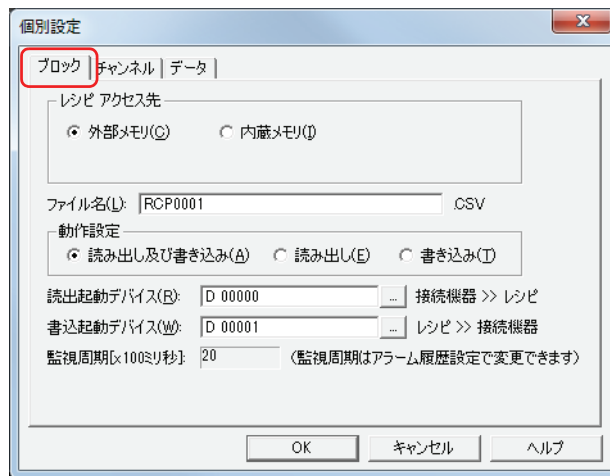 個別設定
ブロック チャンネル データ
レシピ アクセス先
外部メモリ(C) 内蔵メモリ(I)
ファイル名(L): RCP0001 .CSV
動作設定
読み出し及び書き込み(A) 読み出し(E) 書き込み(T)
読出起動デバイス(R): D 00000 ... 接続機器 >> レシピ
書込起動デバイス(W): D 00001 ... レシピ >> 接続機器
監視周期[x100ミリ秒]: 20 (監視周期はアラーム履歴設定で変更できます)
OK キャンセル ヘルプ